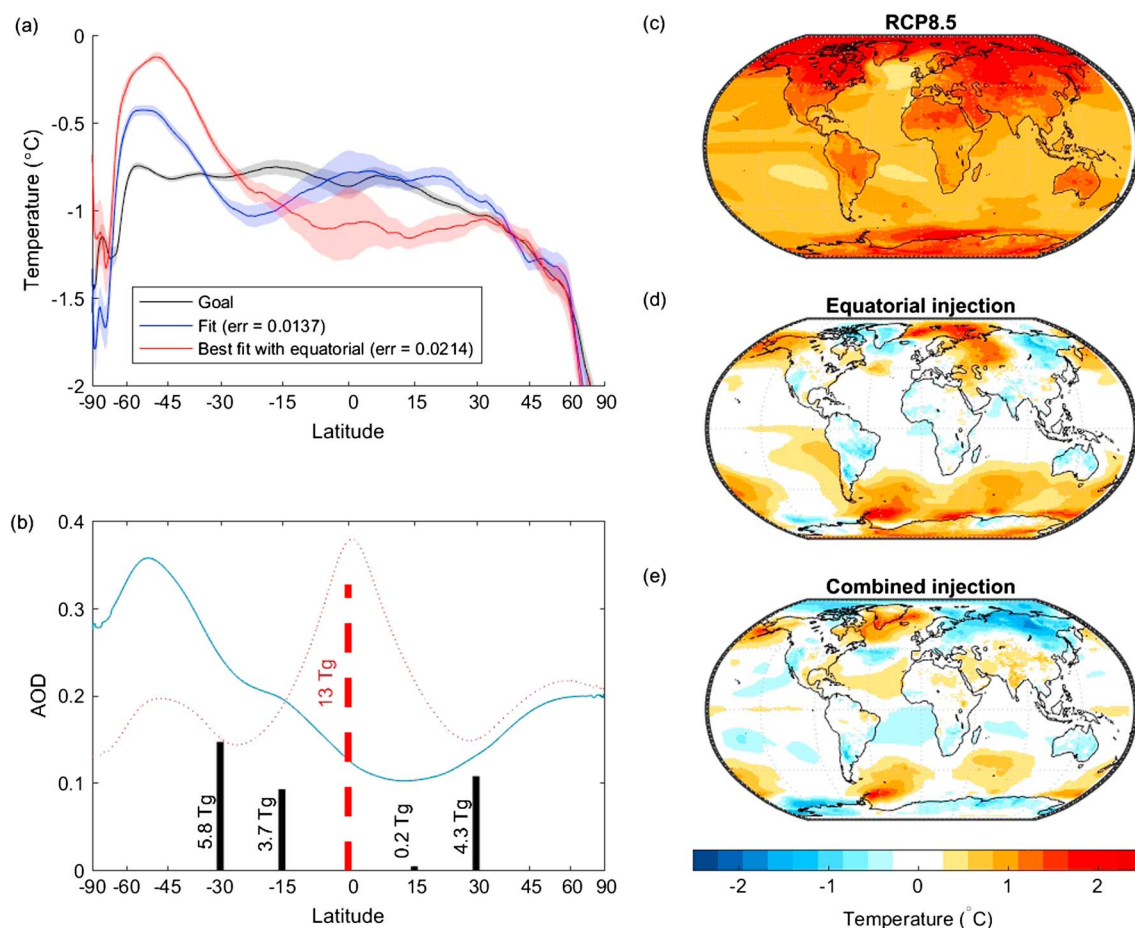 (a)
0
-0.5
-1
-1.5
-2
Temperature (°C)
Goal
Fit (err = 0.0137)
Best fit with equatorial (err = 0.0214)
-90 -60 -45 -30 -15 0 15 30 45 60 90
Latitude
(b)
0.4
0.3
0.2
0.1
0
AOD
5.8 Tg
3.7 Tg
13 Tg
0.2 Tg
4.3 Tg
-90 -60 -45 -30 -15 0 15 30 45 60 90
Latitude
(c)
RCP8.5
(d)
Equatorial injection
(e)
Combined injection
-2 -1 0 1 2
Temperature (°C)